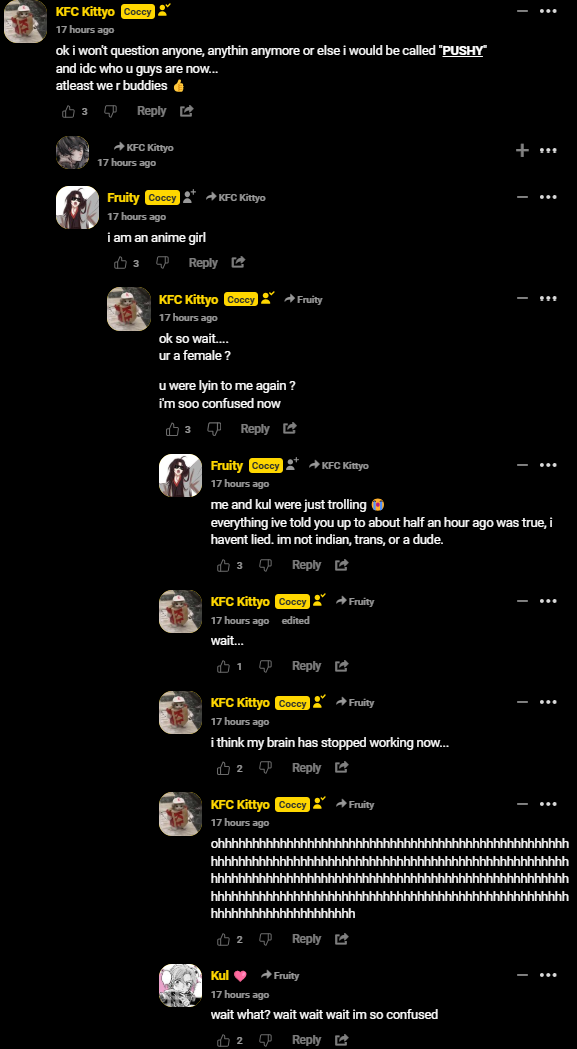 KFC Kittyo Coccy
ok i won't question anyone, anythin anymore or else i would be called "PUSHY"
and idc who u guys are now...
atleast we r buddies 👍
3 Reply
KFC Kittyo
17 hours ago
Fruity Coccy KFC Kittyo
17 hours ago
i am an anime girl
3 Reply
KFC Kittyo Coccy Fruity
17 hours ago
ok so wait....
ur a female ?
u were lyin to me again ?
i'm soo confused now
3 Reply
Fruity Coccy KFC Kittyo
17 hours ago
me and kul were just trolling 😭
everything ive told you up to about half an hour ago was true, i
havent lied. im not indian, trans, or a dude.
3 Reply
KFC Kittyo Coccy Fruity
17 hours ago edited
wait...
1 Reply
KFC Kittyo Coccy Fruity
17 hours ago
i think my brain has stopped working now...
2 Reply
KFC Kittyo Coccy Fruity
17 hours ago
ohhhhhhhhhhhhhhhhhhhhhhhhhhhhhhhhhhhhhhhhhhhhhhhhhhh
hhhhhhhhhhhhhhhhhhhhhhhhhhhhhhhhhhhhhhhhhhhhhhhhhhhh
hhhhhhhhhhhhhhhhhhhhhhhhhhhhhhhhhhhhhhhhhhhhhhhhhhhh
hhhhhhhhhhhhhhhhhhhhhhhhhhhhhhhhhhhhhhhhhhhhhhhhhhhh
hhhhhhhhhhhhhhhhhhhhh
2 Reply
Kul 💗 Fruity
17 hours ago
wait what? wait wait wait im so confused
2 Reply